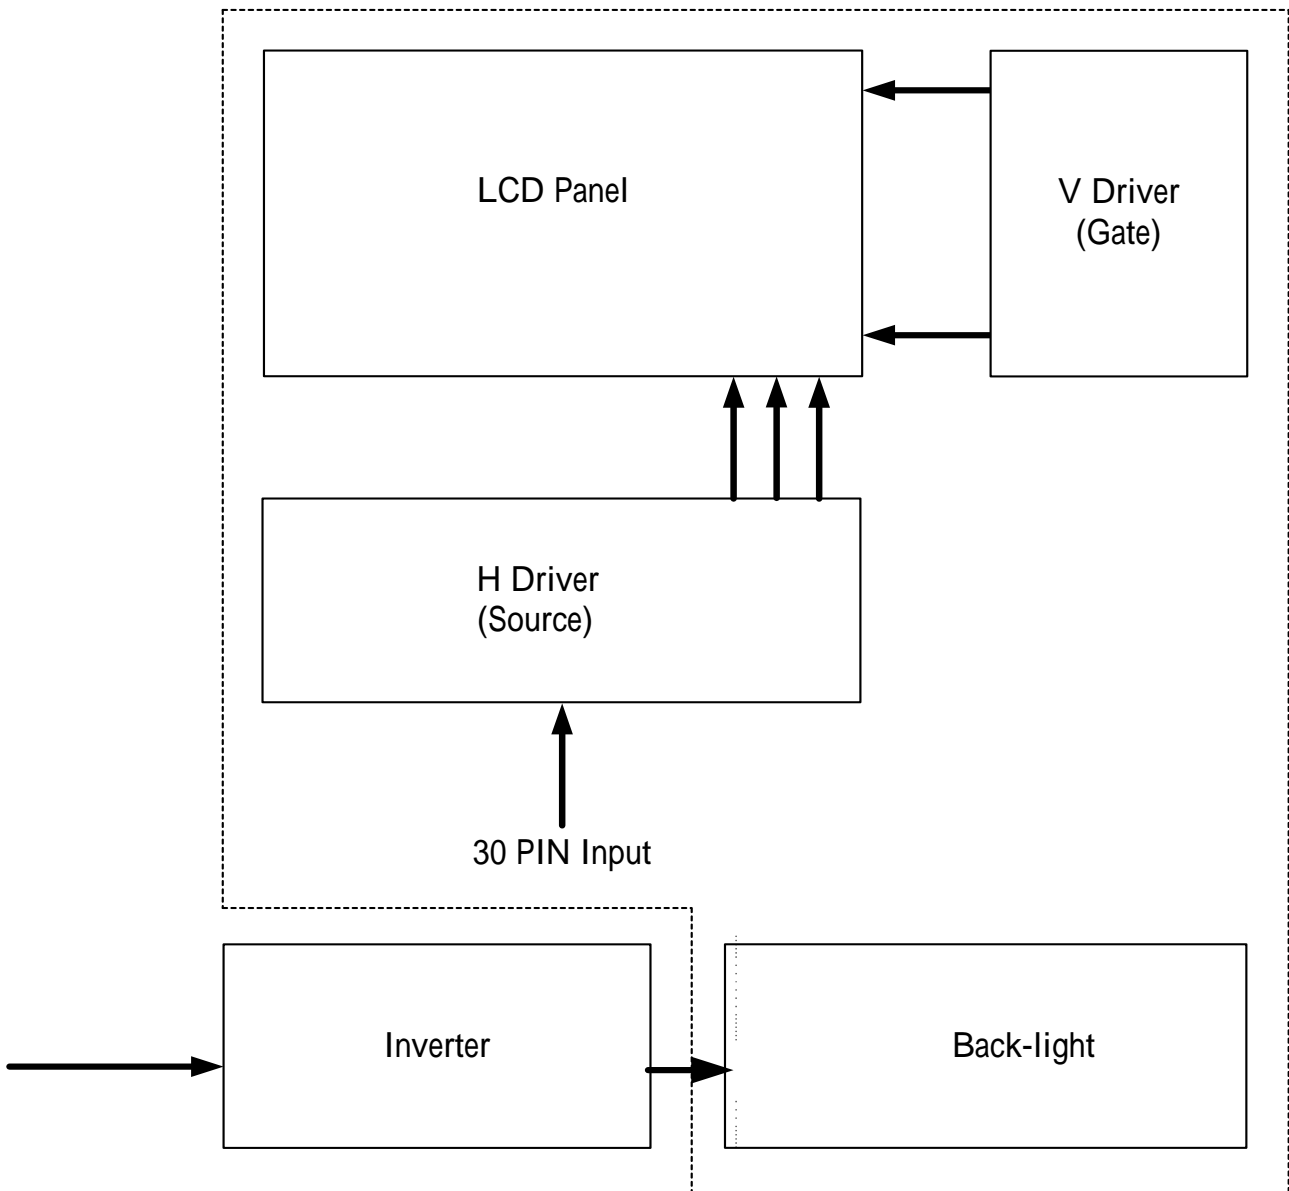 LCD Panel
V Driver
(Gate)
H Driver
(Source)
30 PIN Input
Inverter
Back-light